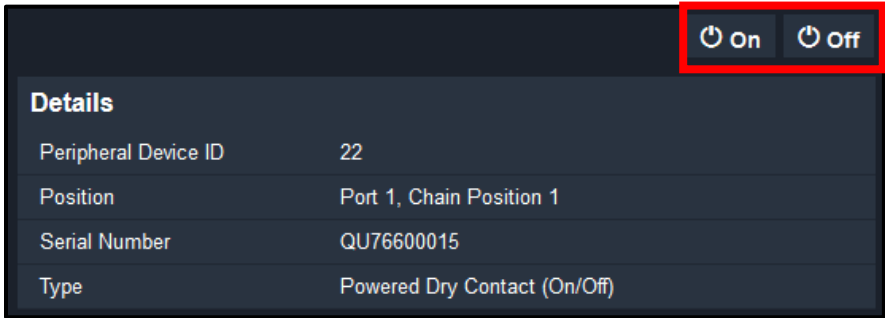 On Off
Details
Peripheral Device ID 22
Position Port 1, Chain Position 1
Serial Number QU76600015
Type Powered Dry Contact (On/Off)